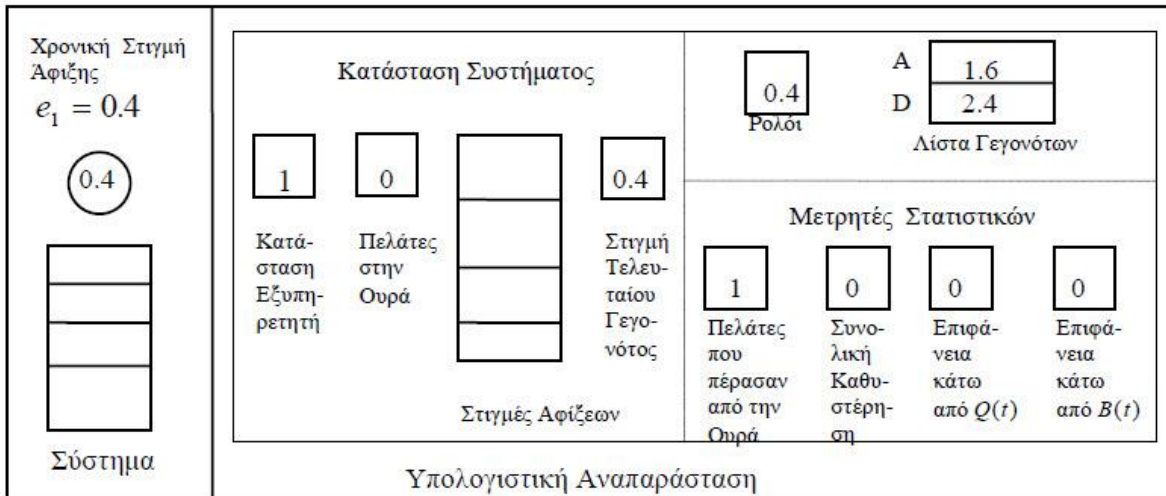 Χρονική Στιγμή
Άφιξης
e₁ = 0.4
0.4
Σύστημα
Κατάσταση Συστήματος
1
0
0.4
Κατά-
σταση
Εξυπη-
ρετητή
Πελάτες
στην
Ουρά
Στιγμές Αφίξεων
Στιγμή
Τελευ-
ταίου
Γεγο-
νότος
0.4
Ρολόι
A
1.6
D
2.4
Λίστα Γεγονότων
Μετρητές Στατιστικών
1
0
0
0
Πελάτες
που
πέρασαν
από την
Ουρά
Συνο-
λική
Καθυ-
στέρη-
ση
Επιφά-
νεια
κάτω
από Q(t)
Επιφά-
νεια
κάτω
από B(t)
Υπολογιστική Αναπαράσταση